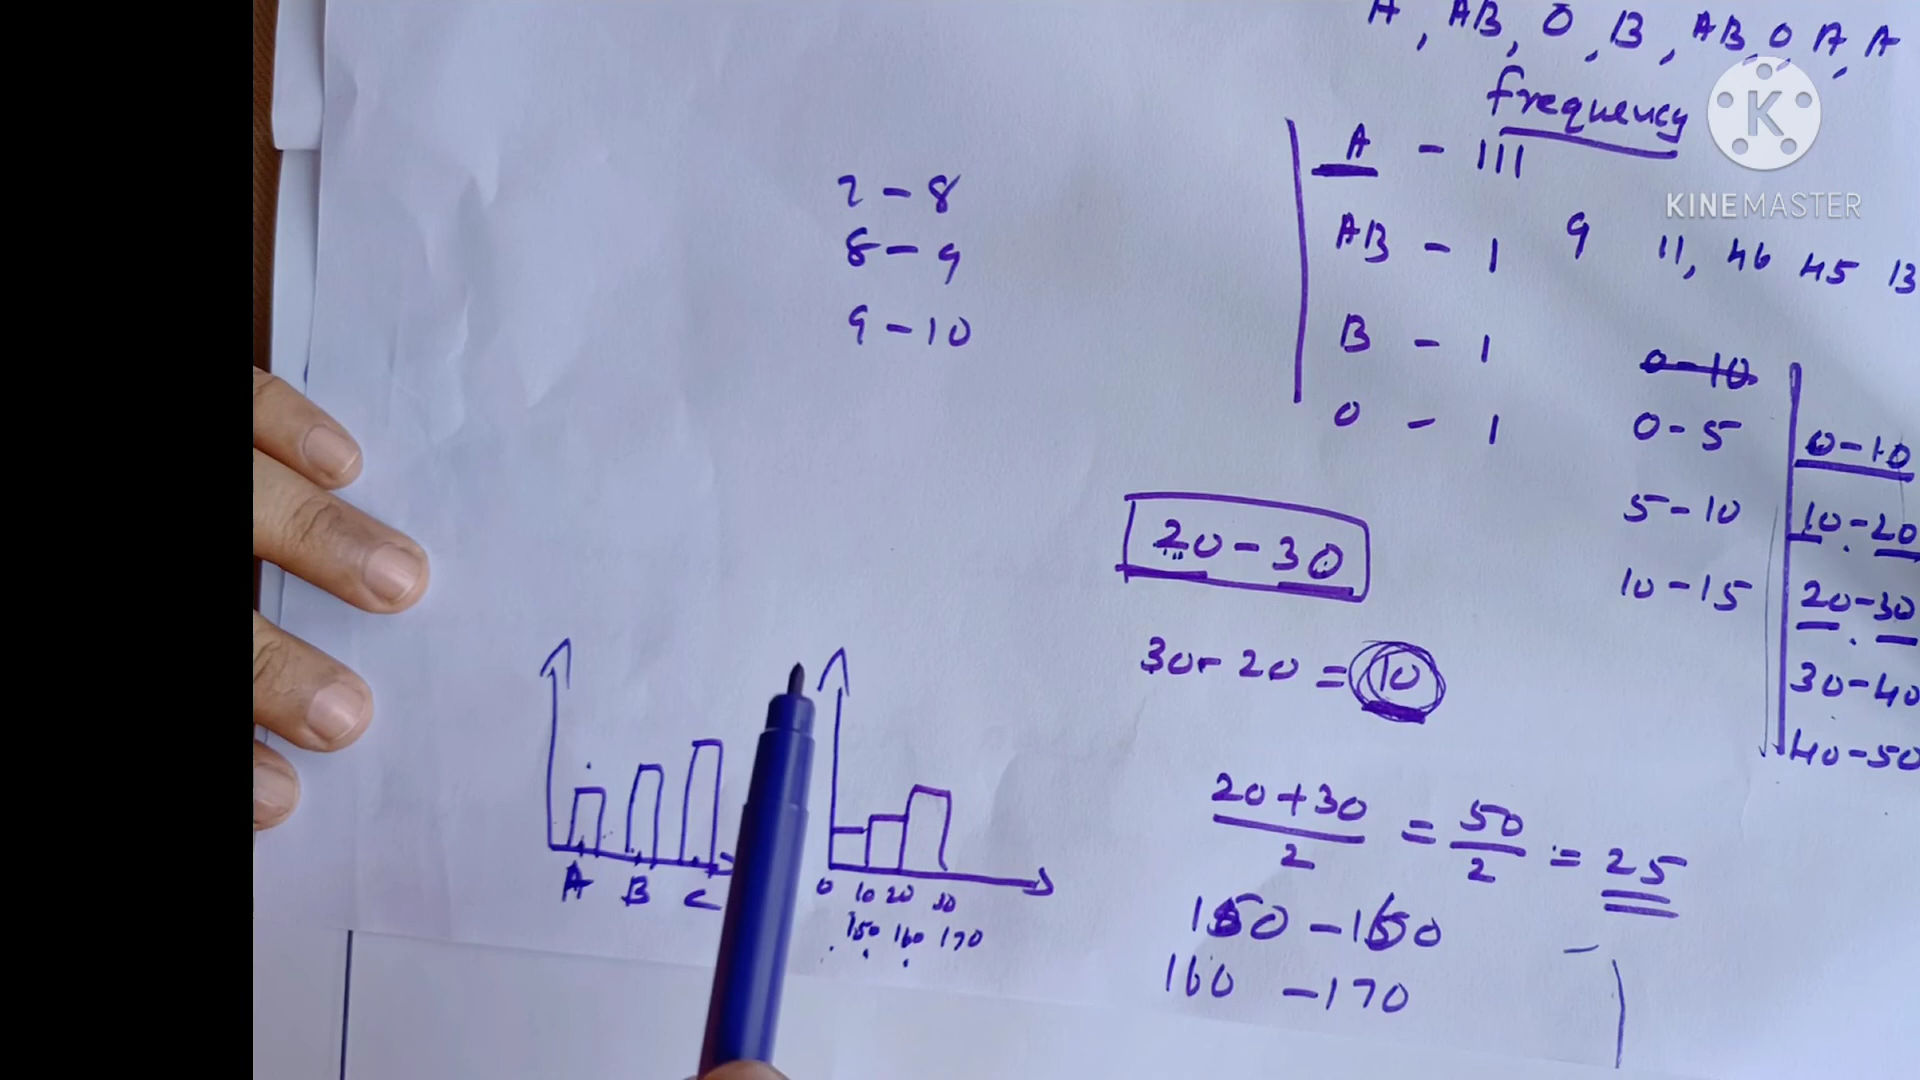 A, AB, O, B, AB, O, A, A
frequency
K
KINEMASTER
A - 111
AB - 1
B - 1
O - 1
9 11, 46 45 13
2 - 8
8 - 9
9 - 10
0 - 10
0 - 5
5 - 10
10 - 15
0 - 10
10 - 20
20 - 30
30 - 40
40 - 50
20 - 30
30 - 20 = 10
20 + 30
2
= 50
2
= 25
160 - 170
A B C
0 10 20 30
150 160 170